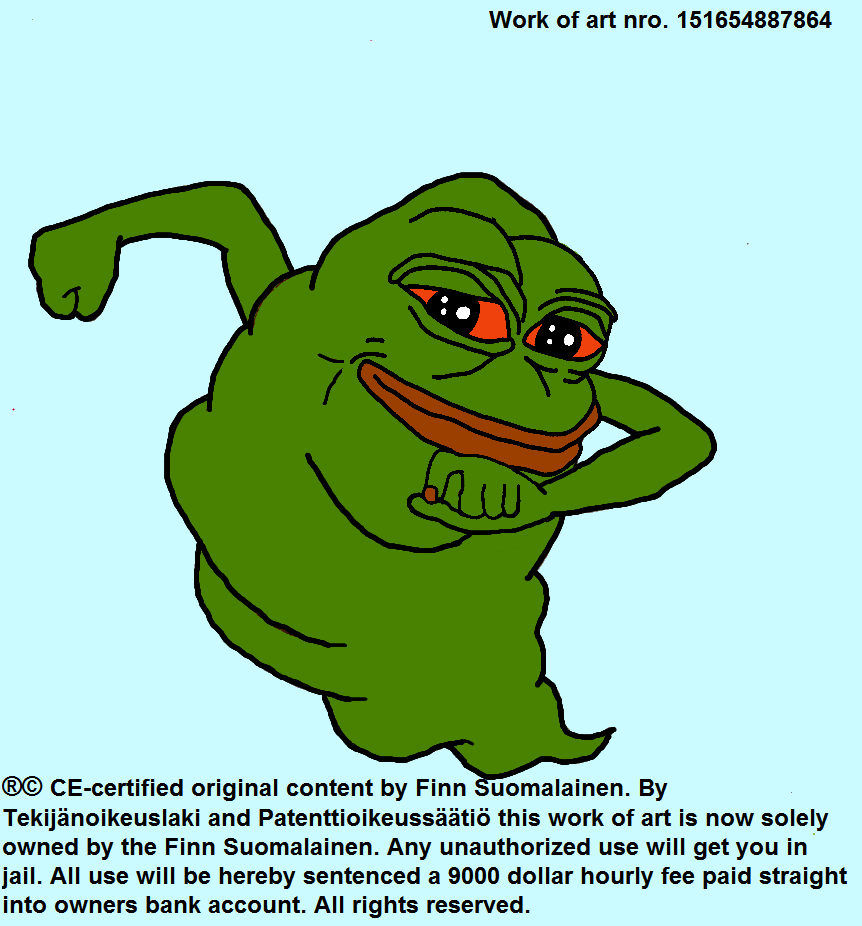 Work of art nro. 151654887864
®© CE-certified original content by Finn Suomalainen. By
Tekijänoikeuslaki and Patenttioikeussäätiö this work of art is now solely
owned by the Finn Suomalainen. Any unauthorized use will get you in
jail. All use will be hereby sentenced a 9000 dollar hourly fee paid straight
into owners bank account. All rights reserved.